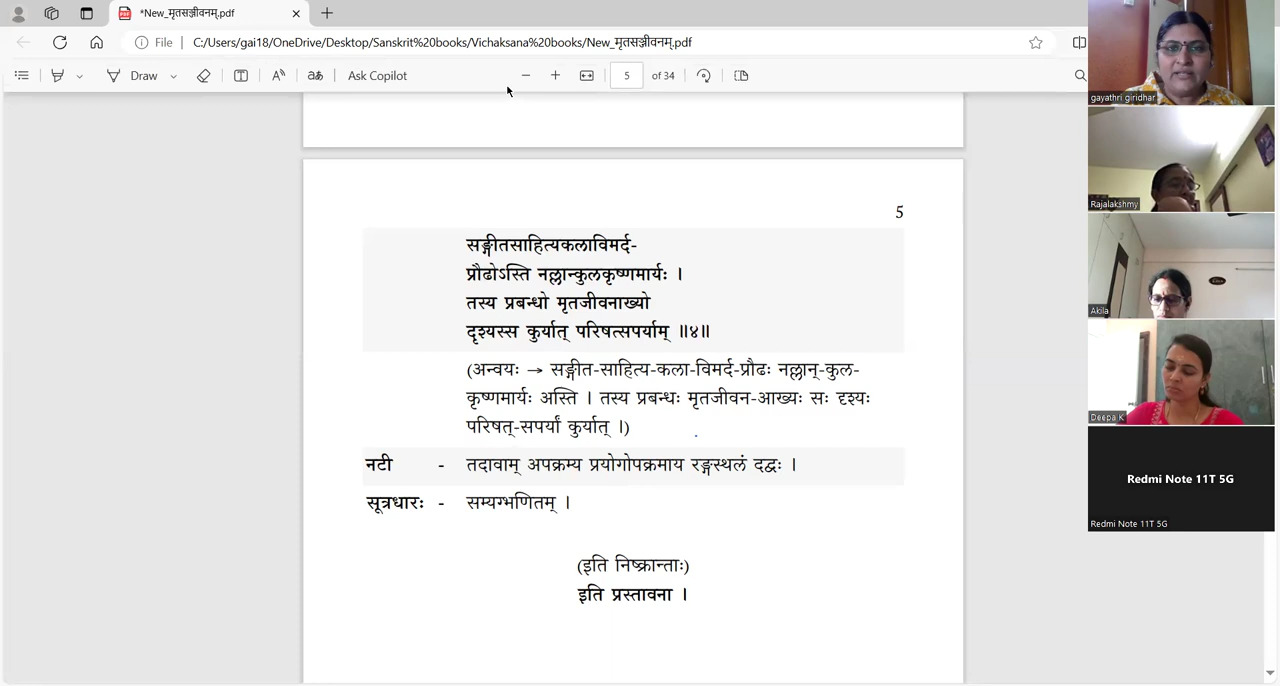 *New_मृतसञ्जीवनम्.pdf
File | C:/Users/gai18/OneDrive/Desktop/Sanskrit%20books/Vichaksana%20books/New_मृतसञ्जीवनम्.pdf
Draw
Ask Copilot
5 of 34
5
सङ्गीतसाहित्यकलाविमर्द-
प्रौढोऽस्ति नल्लान्कुलकृष्णमार्यः ।
तस्य प्रबन्धो मृतजीवनाख्यो
दृश्यस्स कुर्यात् परिषत्सपर्याम् ॥४॥
(अन्वयः → सङ्गीत-साहित्य-कला-विमर्द-प्रौढः नल्लान्-कुल-
कृष्णमार्यः अस्ति । तस्य प्रबन्धः मृतजीवन-आख्यः सः दृश्यः
परिषत्-सपर्यां कुर्यात् ।)
नटी - तदावाम् अपक्रम्य प्रयोगोपक्रमाय रङ्गस्थलं दद्वः ।
सूत्रधारः - सम्यग्भणितम् ।
(इति निष्क्रान्ताः)
इति प्रस्तावना ।
gayathri giridhar
Rajalakshmy
Akila
Deepa K
Redmi Note 11T 5G
Redmi Note 11T 5G